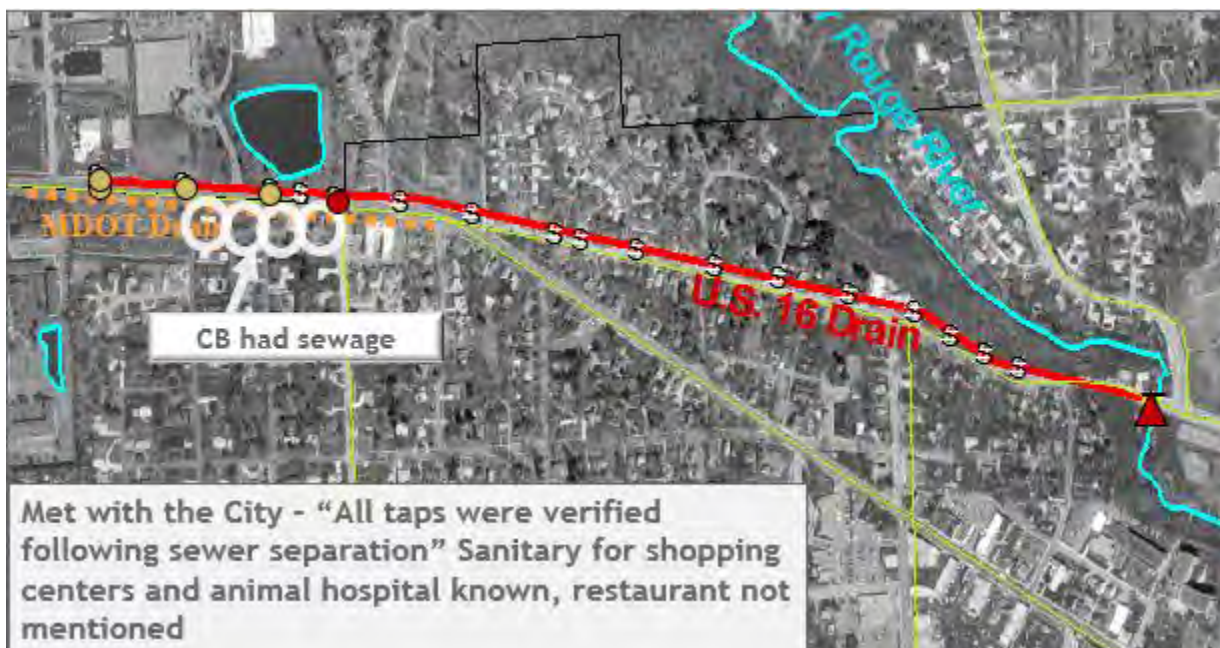 r Rouge River
MDOT Drain
n
CB had sewage
U.S. 16 Drain
Met with the City - “All taps were verified
following sewer separation” Sanitary for shopping
centers and animal hospital known, restaurant not
mentioned